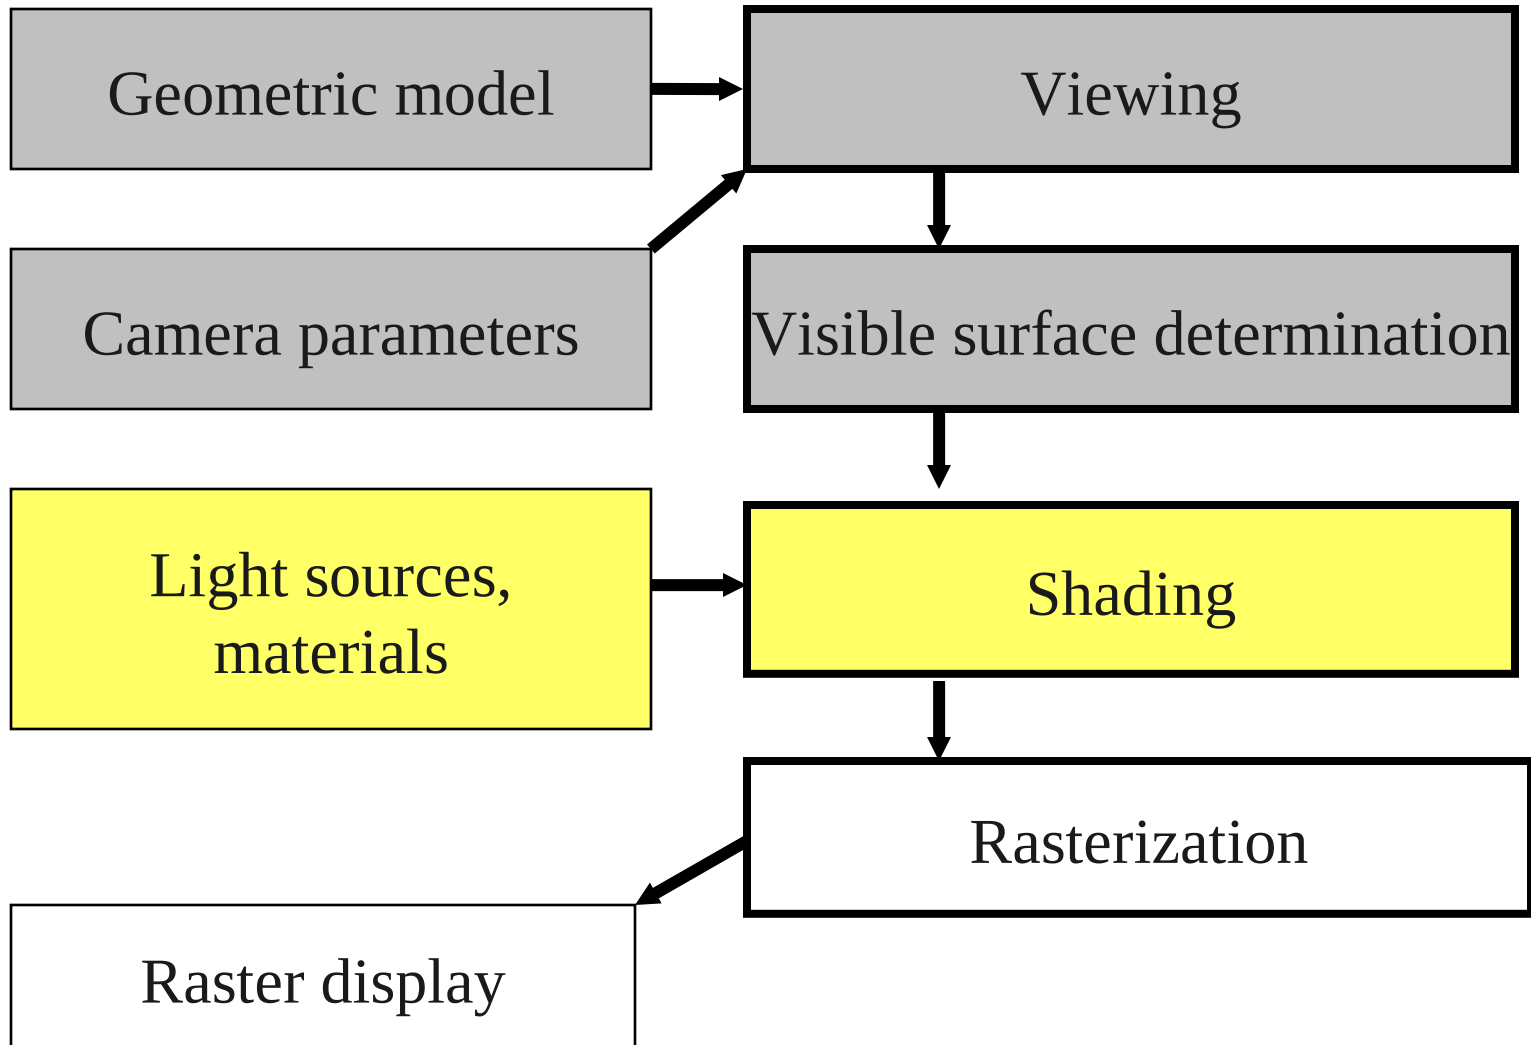 Geometric model
Viewing
Camera parameters
Visible surface determination
Light sources,
materials
Shading
Rasterization
Raster display